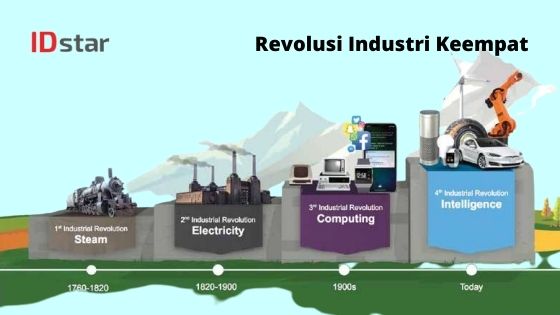 IDstar
Revolusi Industri Keempat
1st Industrial Revolution
Steam
2nd Industrial Revolution
Electricity
3rd Industrial Revolution
Computing
4th Industrial Revolution
Intelligence
1760-1820
1820-1900
1900s
Today